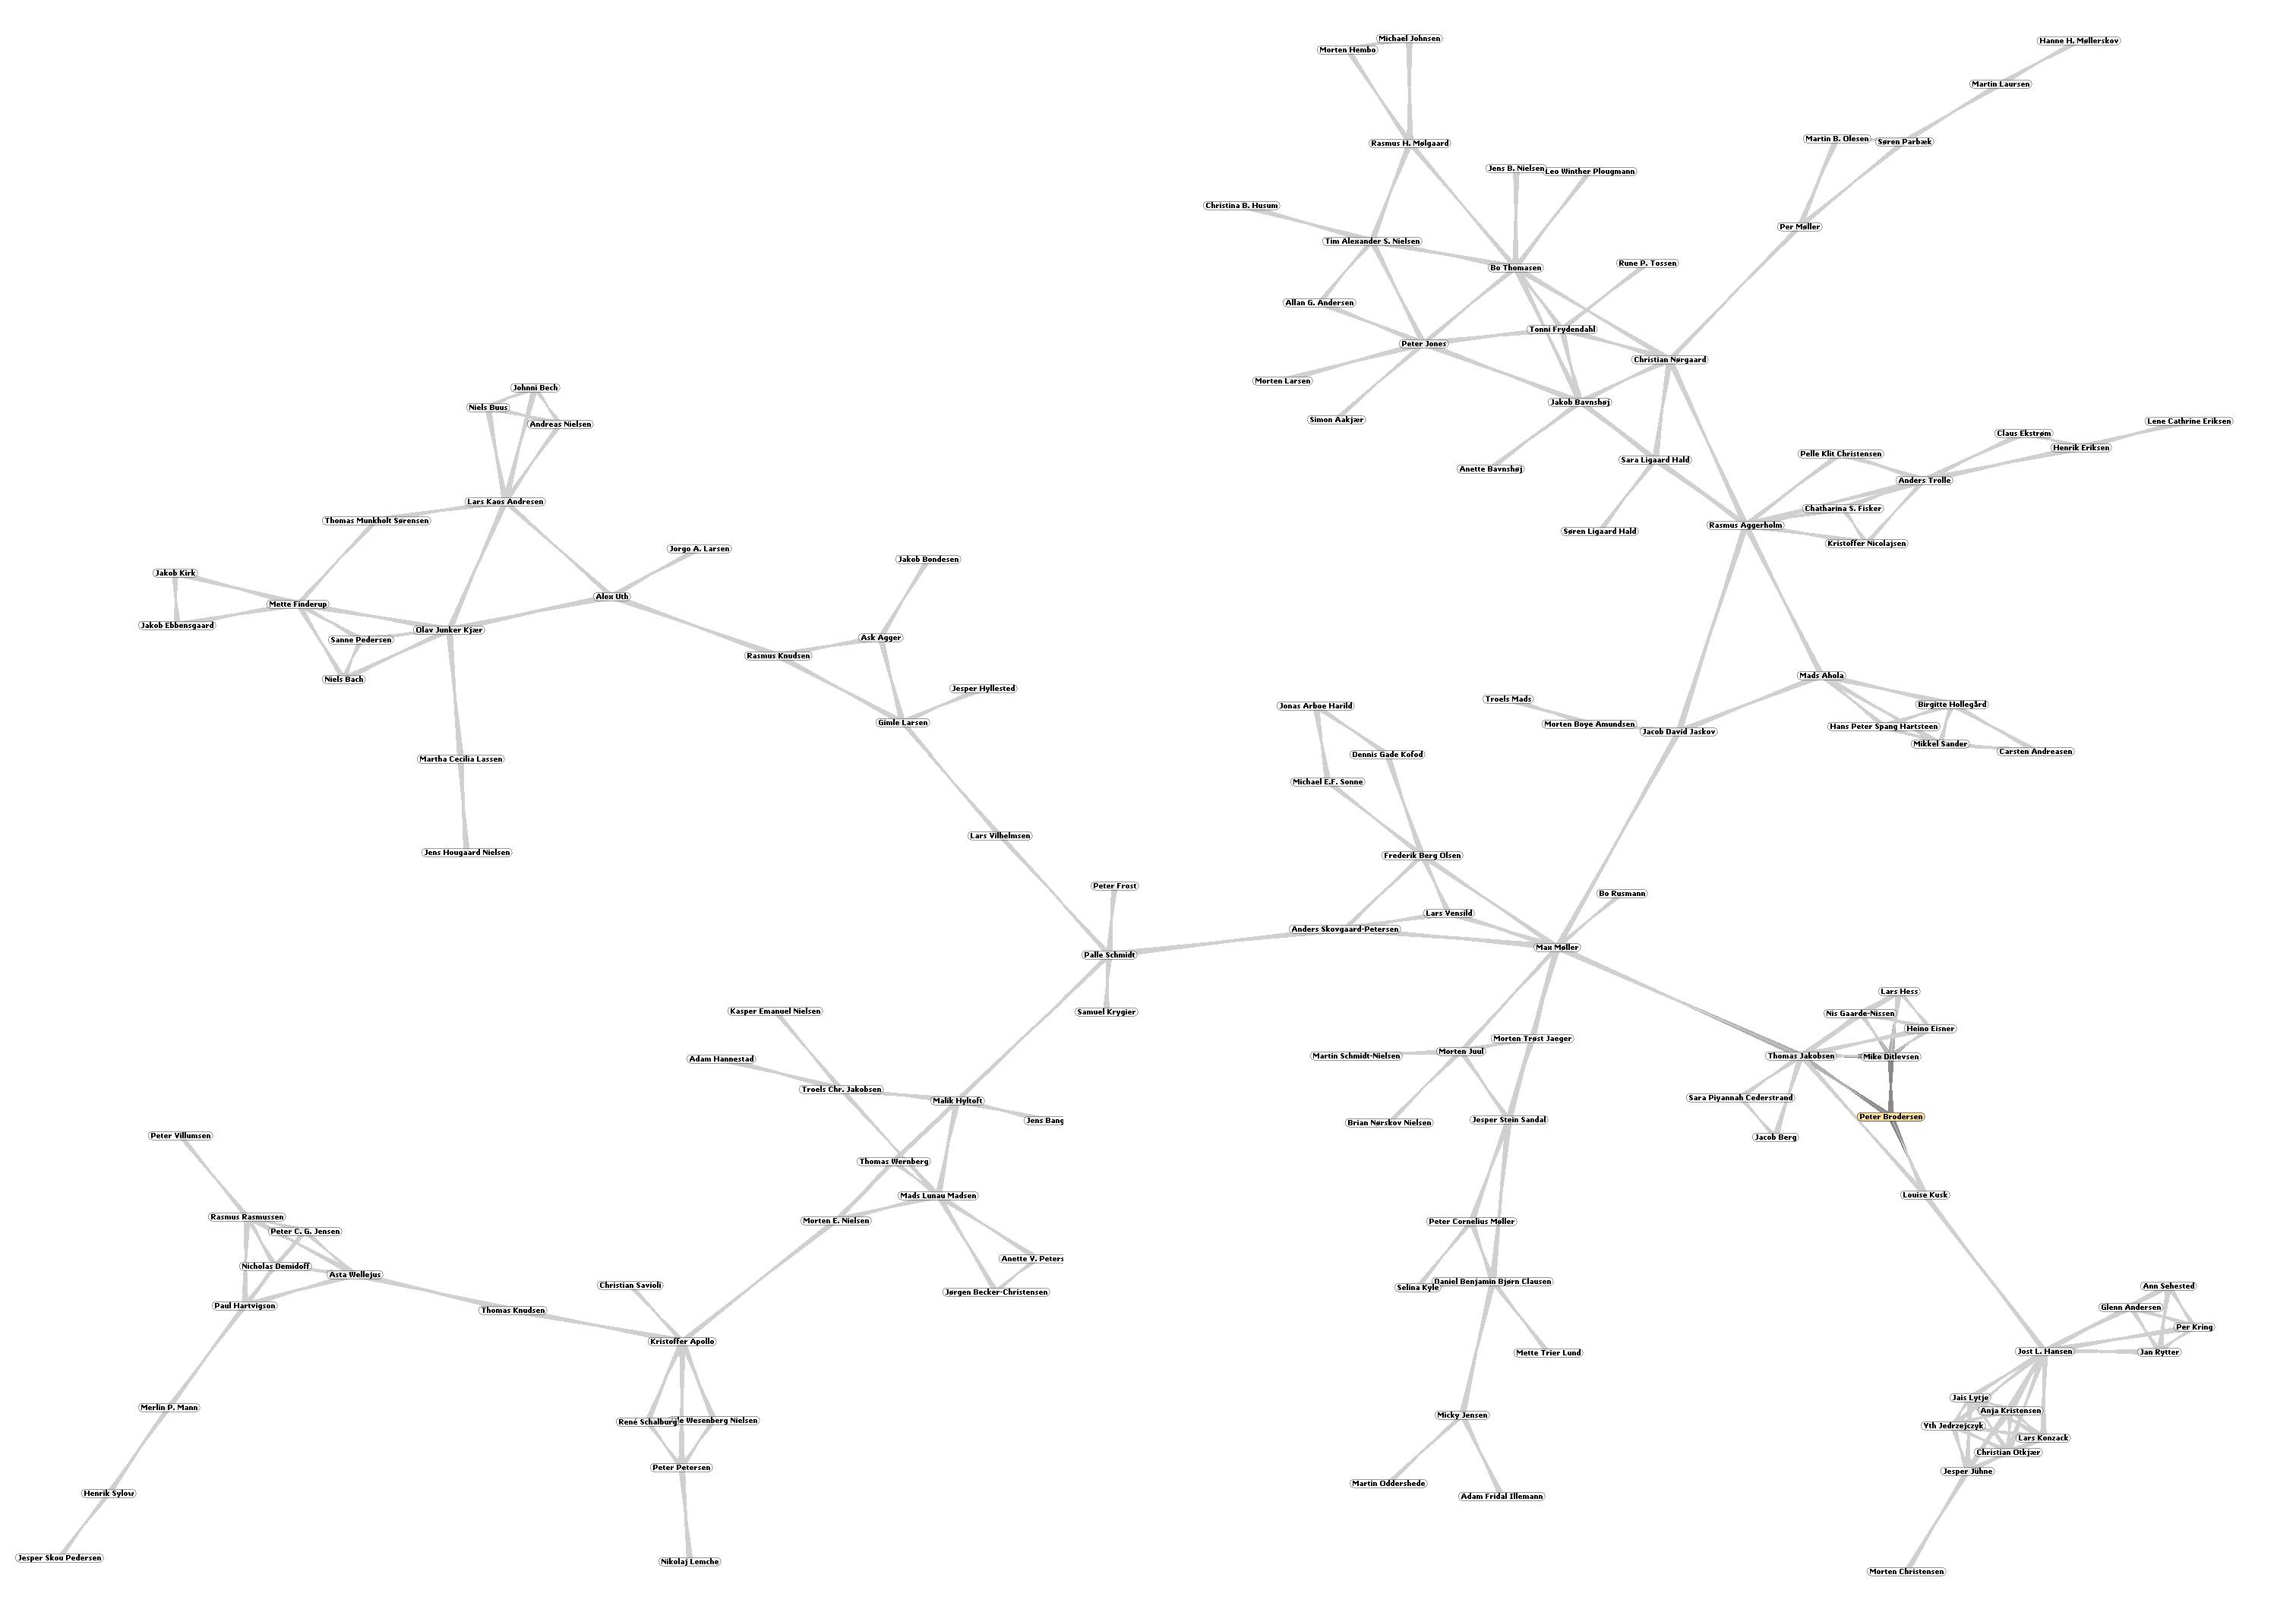 Michael Johnsen
Morten Hembo
Hanne H. Møllerskov
Martin Laursen
Rasmus H. Mølgaard
Martin B. Olesen
Søren Parbæk
Jens B. Nielsen
Leo Winther Plougmann
Christina B. Husum
Per Møller
Tim Alexander S. Nielsen
Bo Thomasen
Rune P. Tossen
Allan G. Andersen
Tonni Frydendahl
Peter Jones
Christian Nørgaard
Morten Larsen
Johnni Bech
Jakob Bavnshøj
Niels Buus
Simon Aakjær
Andreas Nielsen
Lene Cathrine Eriksen
Claus Ekstrøm
Henrik Eriksen
Pelle Klit Christensen
Sara Ligaard Hald
Anette Bavnshøj
Anders Trolle
Lars Kaos Andresen
Chatharina S. Fisker
Thomas Munkholt Sørensen
Rasmus Aggerholm
Søren Ligaard Hald
Kristoffer Nicolajsen
Jorgo A. Larsen
Jakob Bondesen
Jakob Kirk
Alex Uth
Mette Finderup
Jakob Ebbensgaard
Olav Junker Kjær
Ask Agger
Sanne Pedersen
Rasmus Knudsen
Mads Ahola
Niels Bach
Jesper Hyllested
Troels Mads
Birgitte Hollegård
Jonas Arboe Harild
Gimle Larsen
Morten Boye Amundsen
Hans Peter Spang Hartsteen
Jacob David Jaskov
Mikkel Sander
Carsten Andreasen
Dennis Gade Kofod
Martha Cecilia Lassen
Michael E.F. Sonne
Lars Vilhelmsen
Jens Hougaard Nielsen
Frederik Berg Olsen
Peter Frost
Bo Rusmann
Lars Vensild
Anders Skovgaard-Petersen
Max Møller
Palle Schmidt
Lars Hess
Kasper Emanuel Nielsen
Samuel Krygier
Nis Gaarde-Nissen
Heino Eisner
Morten Trøst Jaeger
Morten Juul
Martin Schmidt-Nielsen
Thomas Jakobsen
Mike Ditlevsen
Adam Hannestad
Troels Chr. Jakobsen
Sara Piyannah Cederstrand
Malik Hyltoft
Peter Brodersen
Jens Bang
Jesper Stein Sandal
Brian Nørskov Nielsen
Peter Villumsen
Jacob Berg
Thomas Wernberg
Mads Lunau Madsen
Louise Kusk
Rasmus Rasmussen
Morten E. Nielsen
Peter Cornelius Møller
Peter C. G. Jensen
Anette V. Peters
Nicholas Demidoff
Asta Wellejus
Daniel Benjamin Bjørn Clausen
Christian Savioli
Selina Kyle
Ann Sehested
Jørgen Becker-Christensen
Paul Hartvigson
Glenn Andersen
Thomas Knudsen
Per Kring
Kristoffer Apollo
Jost L. Hansen
Jan Rytter
Mette Trier Lund
Jais Lytje
Merlin P. Mann
Anja Kristensen
Micky Jensen
René Schalburg
le Wesenberg Nielsen
Yth Jedrzejczyk
Lars Konzack
Christian Otkjær
Peter Petersen
Jesper Jühne
Martin Oddershede
Henrik Sylow
Adam Fridal Illemann
Jesper Skou Pedersen
Nikolaj Lemche
Morten Christensen